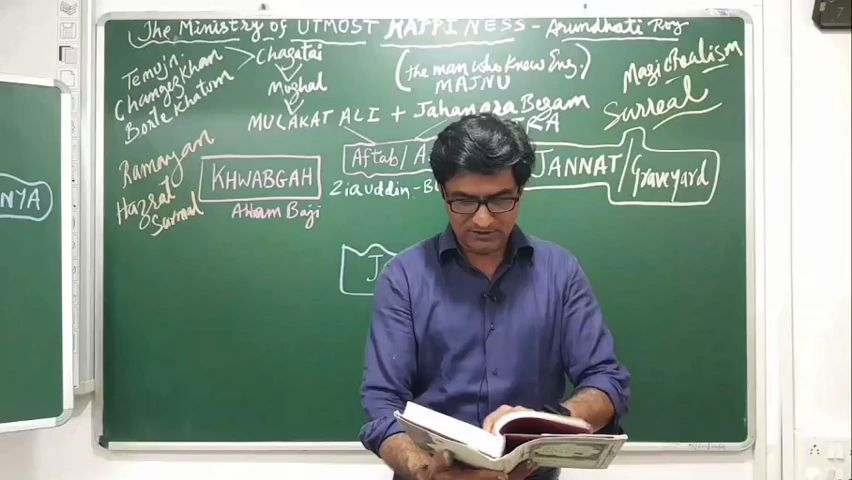 The Ministry of UTMOST HAPPINESS - Arundhati Roy
Temujin,
Changezkhan
Borte Khatum
Chagatai
Mughal
(the man who knew Eng.)
MAJNU
Magic Realism
Surreal
MULAKAT ALI + Jahanara Begam
Ramayan
Hazrat
Sarmad
KHWABGAH
Aftab/A
JANNAT/Graveyard
Ziauddin-B
Baji
NYA
J